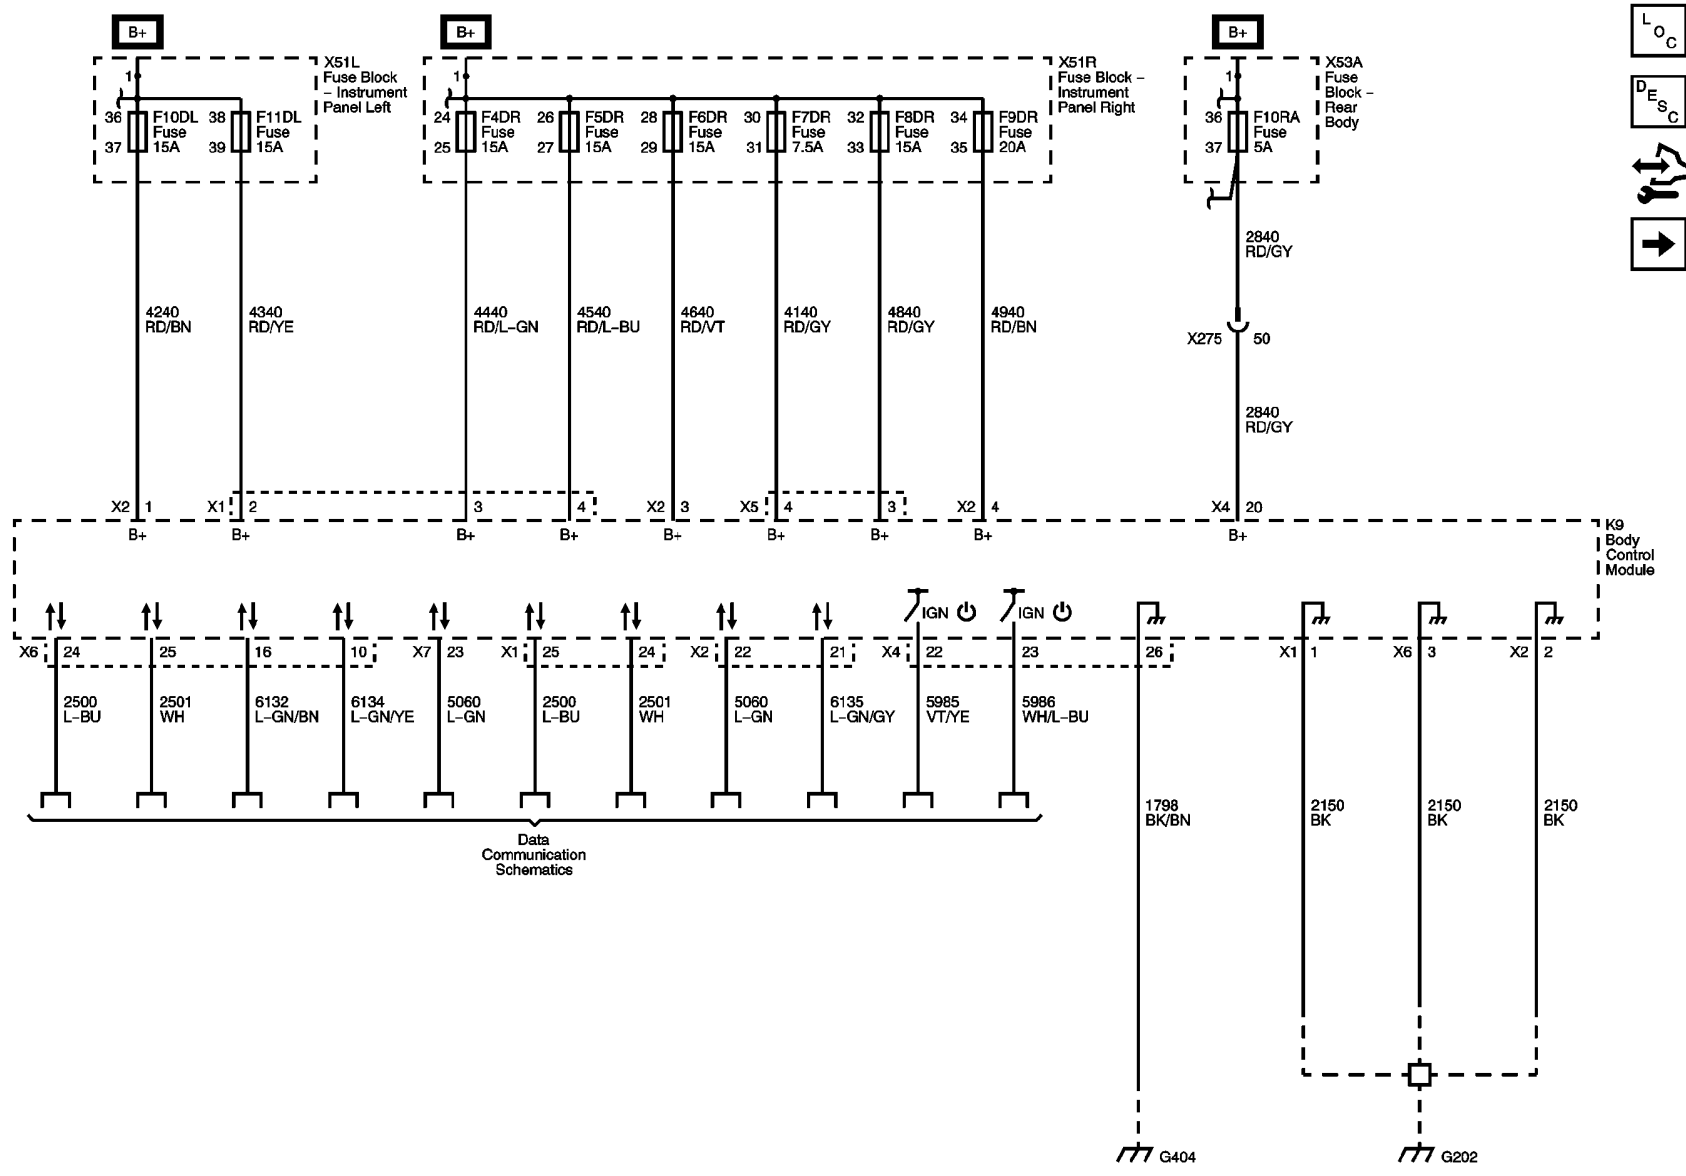 B+
B+
B+
L O C
D E S C
1
X51L
Fuse Block
– Instrument
Panel Left
36
F10DL
Fuse
15A
37
38
F11DL
Fuse
15A
39
1
X51R
Fuse Block –
Instrument
Panel Right
24
F4DR
Fuse
15A
25
26
F5DR
Fuse
15A
27
28
F6DR
Fuse
15A
29
30
F7DR
Fuse
7.5A
31
32
F8DR
Fuse
15A
33
34
F9DR
Fuse
20A
35
1
X53A
Fuse
Block –
Rear
Body
36
F10RA
Fuse
5A
37
2840
RD/GY
4240
RD/BN
4340
RD/YE
4440
RD/L–GN
4540
RD/L–BU
4640
RD/VT
4140
RD/GY
4840
RD/GY
4940
RD/BN
X275 50
2840
RD/GY
X2 1 X1 2 3 4 X2 3 X5 4 3 X2 4 X4 20
B+ B+ B+ B+ B+ B+ B+ B+ B+
K9
Body
Control
Module
IGN IGN
X6 24 25 16 10 X7 23 X1 25 24 X2 22 21 X4 22 23 26 X1 1 X6 3 X2 2
2500
L–BU
2501
WH
6132
L–GN/BN
6134
L–GN/YE
5060
L–GN
2500
L–BU
2501
WH
5060
L–GN
6135
L–GN/GY
5985
VT/YE
5986
WH/L–BU
1798
BK/BN
2150
BK
2150
BK
2150
BK
Data
Communication
Schematics
G404
G202